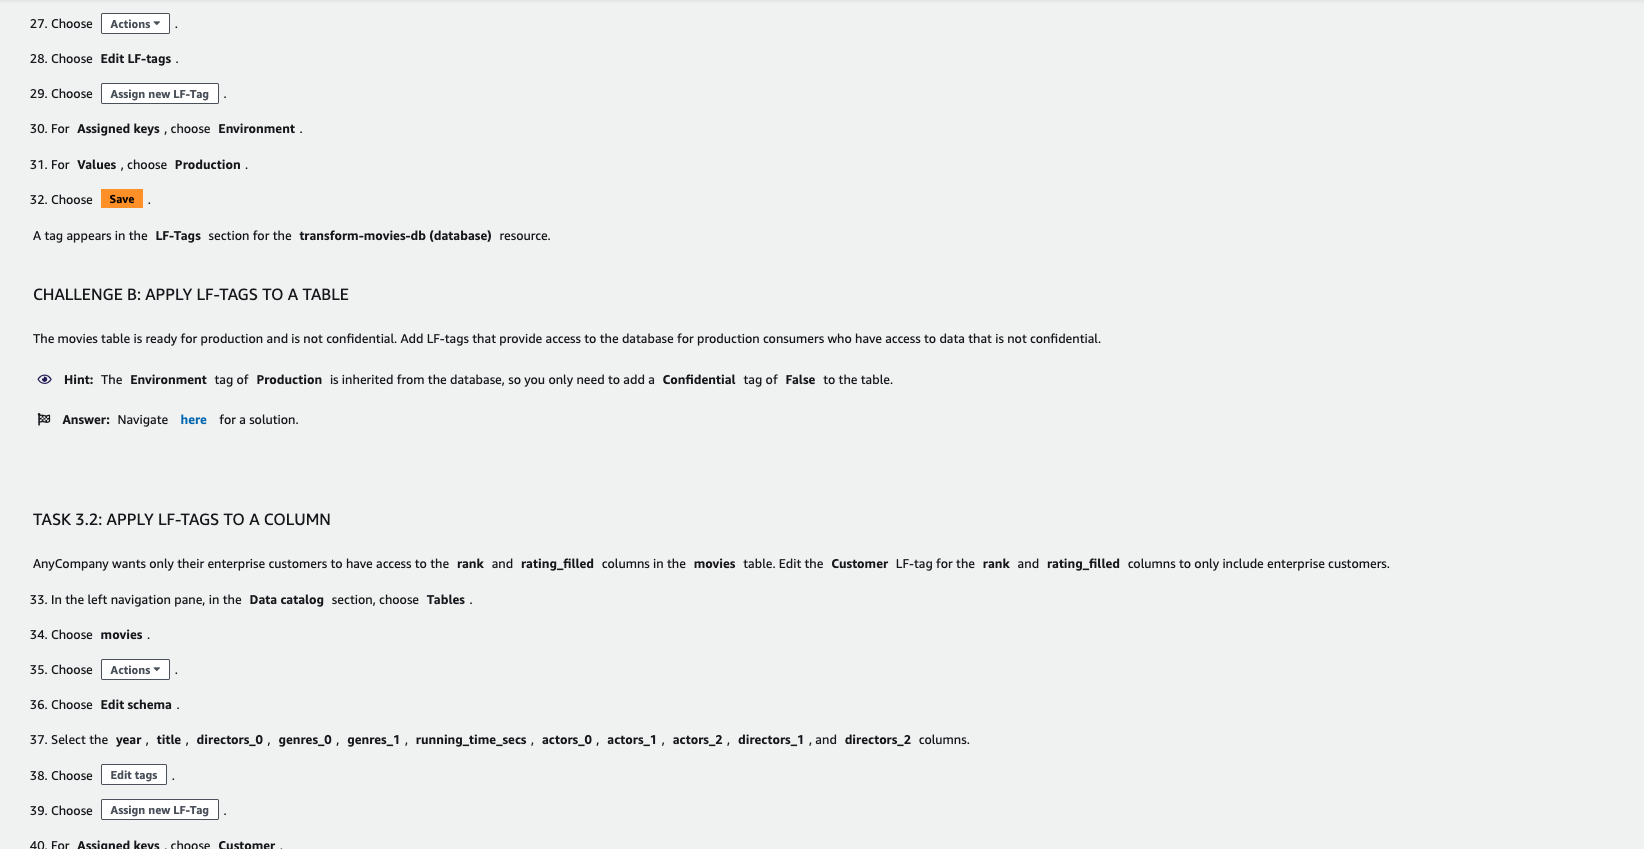 27. Choose Actions .
28. Choose Edit LF-tags .
29. Choose Assign new LF-Tag .
30. For Assigned keys , choose Environment .
31. For Values , choose Production .
32. Choose Save .
A tag appears in the LF-Tags section for the transform-movies-db (database) resource.
CHALLENGE B: APPLY LF-TAGS TO A TABLE
The movies table is ready for production and is not confidential. Add LF-tags that provide access to the database for production consumers who have access to data that is not confidential.
Hint: The Environment tag of Production is inherited from the database, so you only need to add a Confidential tag of False to the table.
Answer: Navigate here for a solution.
TASK 3.2: APPLY LF-TAGS TO A COLUMN
AnyCompany wants only their enterprise customers to have access to the rank and rating_filled columns in the movies table. Edit the Customer LF-tag for the rank and rating_filled columns to only include enterprise customers.
33. In the left navigation pane, in the Data catalog section, choose Tables .
34. Choose movies .
35. Choose Actions .
36. Choose Edit schema .
37. Select the year , title , directors_0 , genres_0 , genres_1 , running_time_secs , actors_0 , actors_1 , actors_2 , directors_1 , and directors_2 columns.
38. Choose Edit tags .
39. Choose Assign new LF-Tag .
40. For Assigned keys , choose Customer .